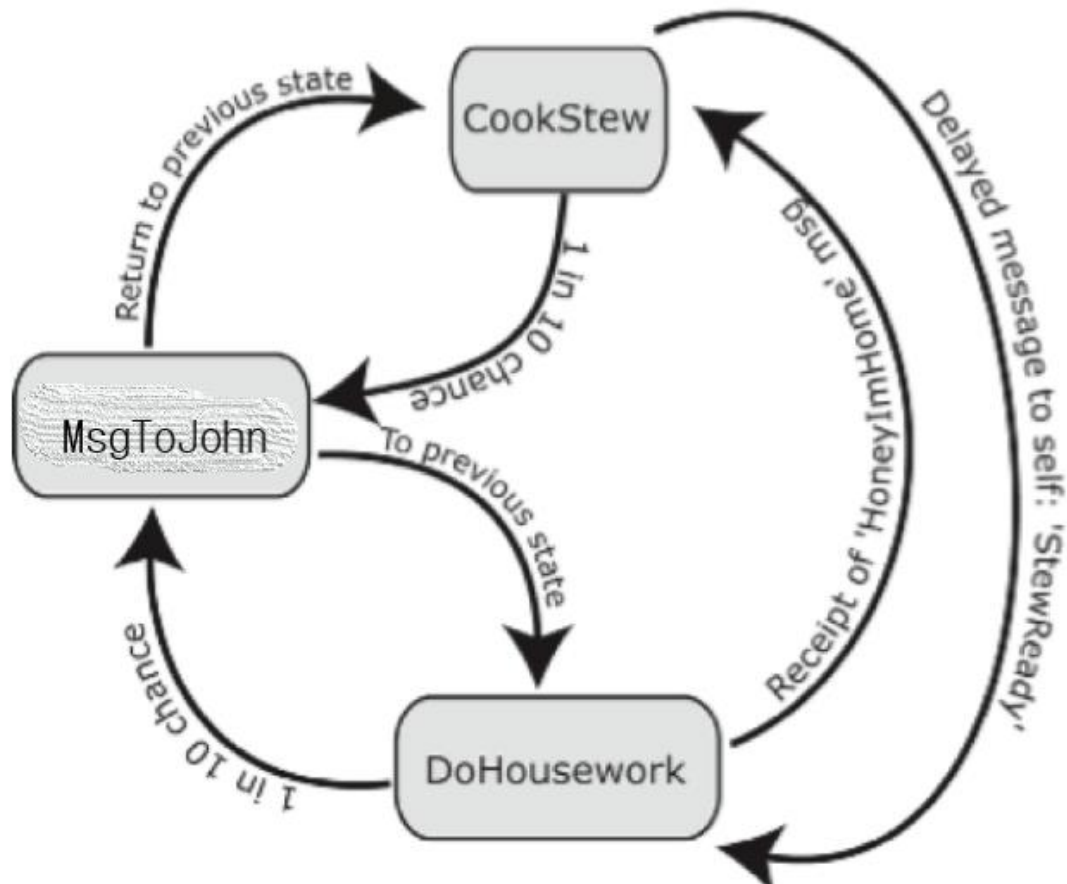 CookStew
Return to previous state
Delayed message to self: 'StewReady'
1 in 10 chance
Receipt of 'HoneyImHome' msg
MsgToJohn
To previous state
1 in 10 chance
DoHousework